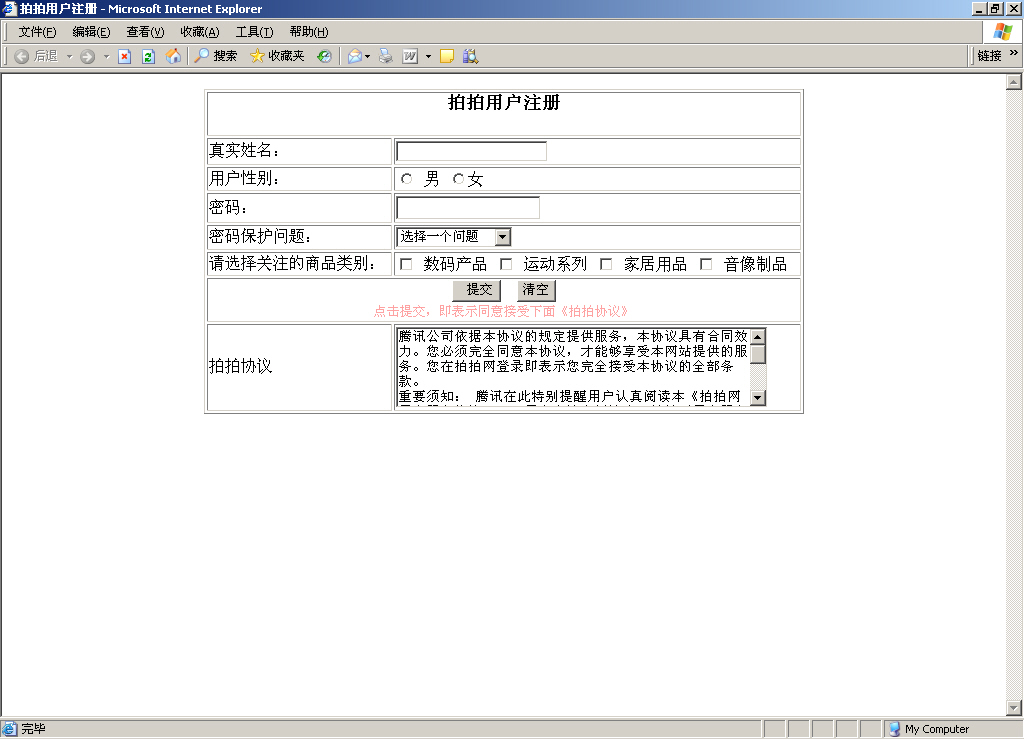 拍拍用户注册 - Microsoft Internet Explorer
文件(F) 编辑(E) 查看(V) 收藏(A) 工具(T) 帮助(H)
后退 搜索 收藏夹 W 链接 »
拍拍用户注册
真实姓名：
用户性别： 男 女
密码：
密码保护问题： 选择一个问题
请选择关注的商品类别： 数码产品 运动系列 家居用品 音像制品
提交 清空
点击提交，即表示同意接受下面《拍拍协议》
腾讯公司依据本协议的规定提供服务，本协议具有合同效
力。您必须完全同意本协议，才能够享受本网站提供的服
务。您在拍拍网登录即表示您完全接受本协议的全部条
款。
重要须知： 腾讯在此特别提醒用户认真阅读本《拍拍网
拍拍协议
完毕 My Computer